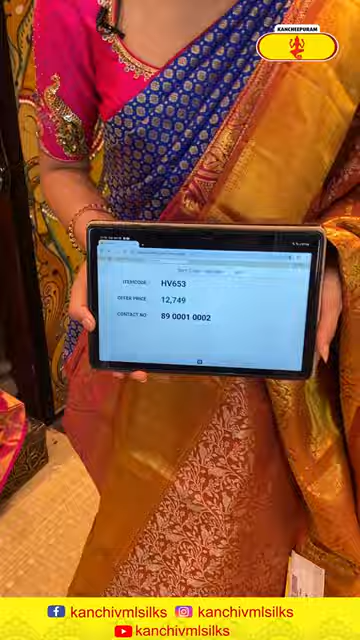 KANCHEEPURAM
ITEMCODE : HV653
OFFER PRICE : 12,749
CONTACT NO : 89 0001 0002
kanchivmlsilks kanchivmlsilks
kanchivmlsilks